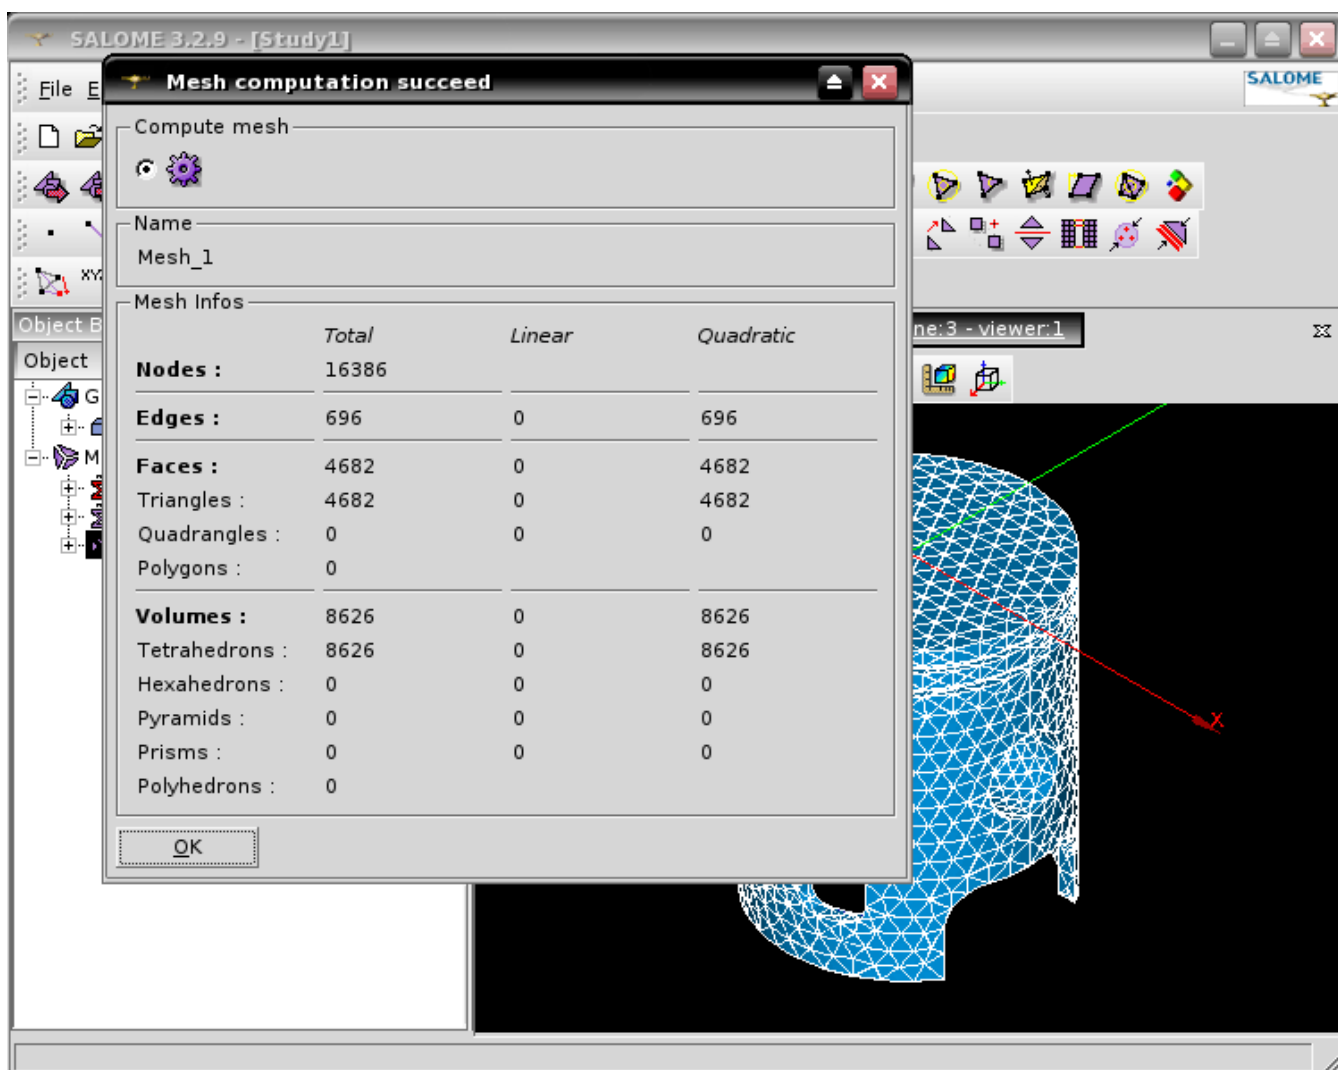 SALOME 3.2.9 - [Study1]
Mesh computation succeed
File E
SALOME
Compute mesh
Name
Mesh_1
XYZ
Mesh Infos
Object B
ne:3 - viewer:1
Total Linear Quadratic
Object
Nodes : 16386
G
Edges : 696 0 696
M
Faces : 4682 0 4682
Triangles : 4682 0 4682
Quadrangles : 0 0 0
Polygons : 0
Volumes : 8626 0 8626
Tetrahedrons : 8626 0 8626
Hexahedrons : 0 0 0
Pyramids : 0 0 0
X
Prisms : 0 0 0
Polyhedrons : 0
OK